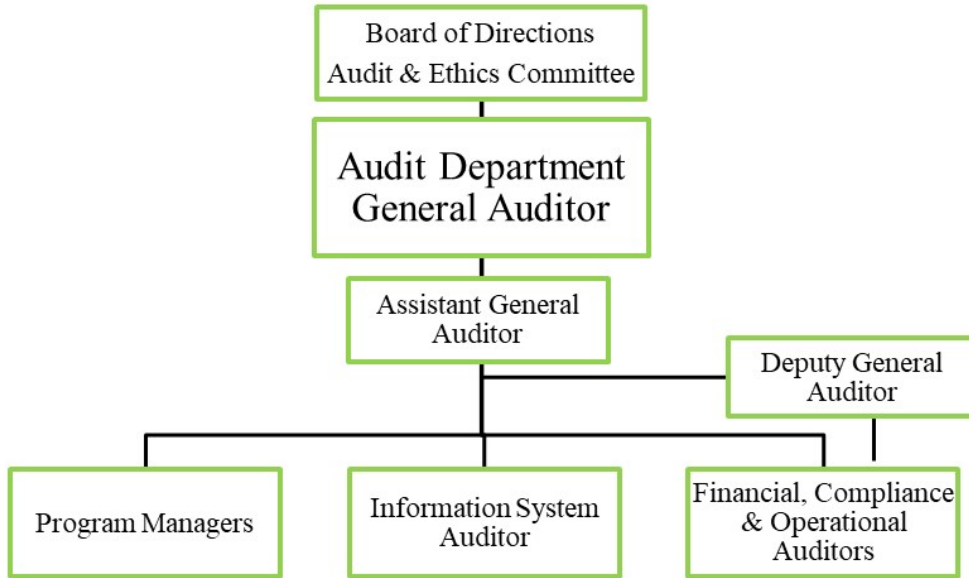 Board of Directions
Audit & Ethics Committee
Audit Department
General Auditor
Assistant General
Auditor
Deputy General
Auditor
Program Managers
Information System
Auditor
Financial, Compliance
& Operational
Auditors